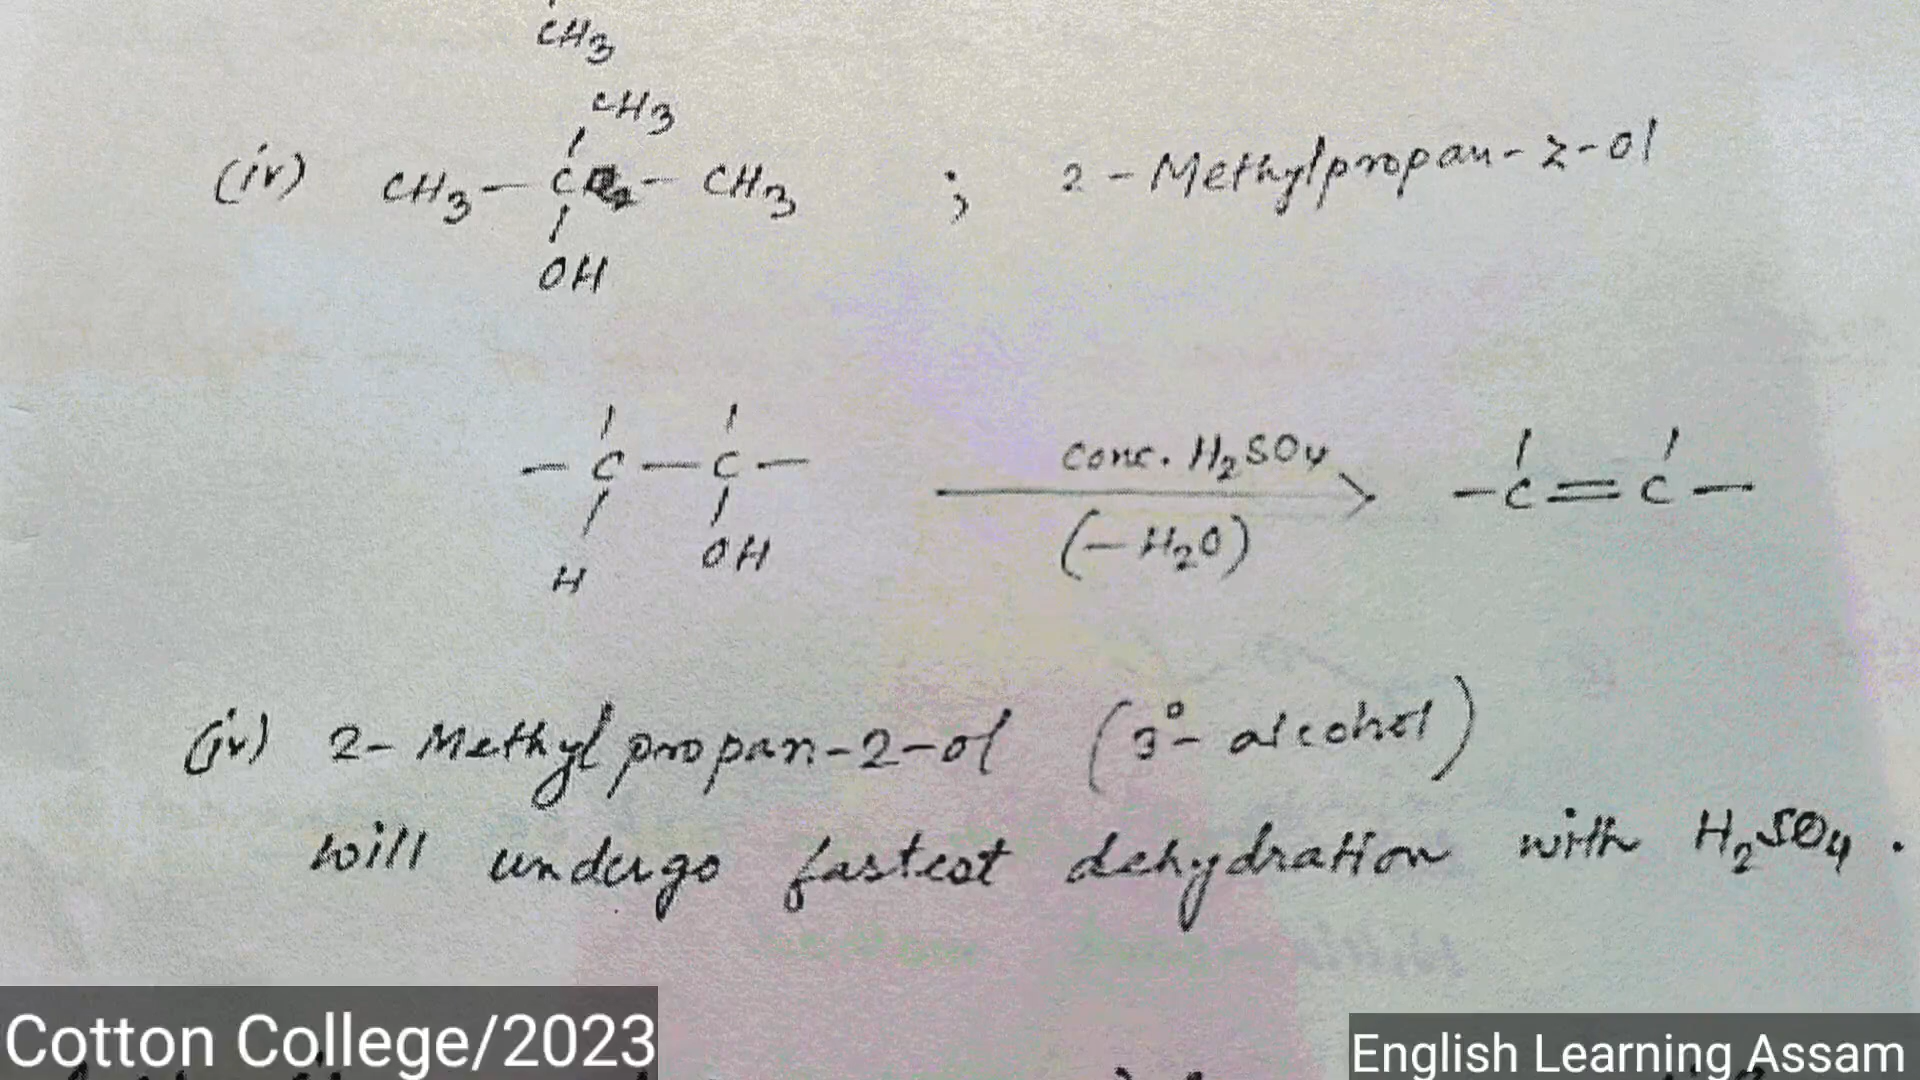 CH3
CH3
(iv) CH3 - C - CH3 ; 2-Methylpropan-2-ol
OH
- C - C - conc. H2SO4 - C = C -
(-H2O)
H OH
(iv) 2-Methylpropan-2-ol (3°- alcohol)
will undergo fastest dehydration with H2SO4.
Cotton College/2023
English Learning Assam